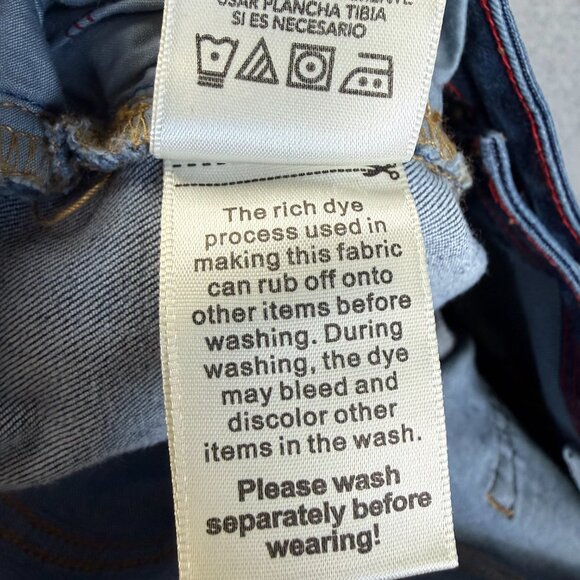 USAR PLANCHA TIBIA
SI ES NECESARIO
The rich dye
process used in
making this fabric
can rub off onto
other items before
washing. During
washing, the dye
may bleed and
discolor other
items in the wash.
Please wash
separately before
wearing!